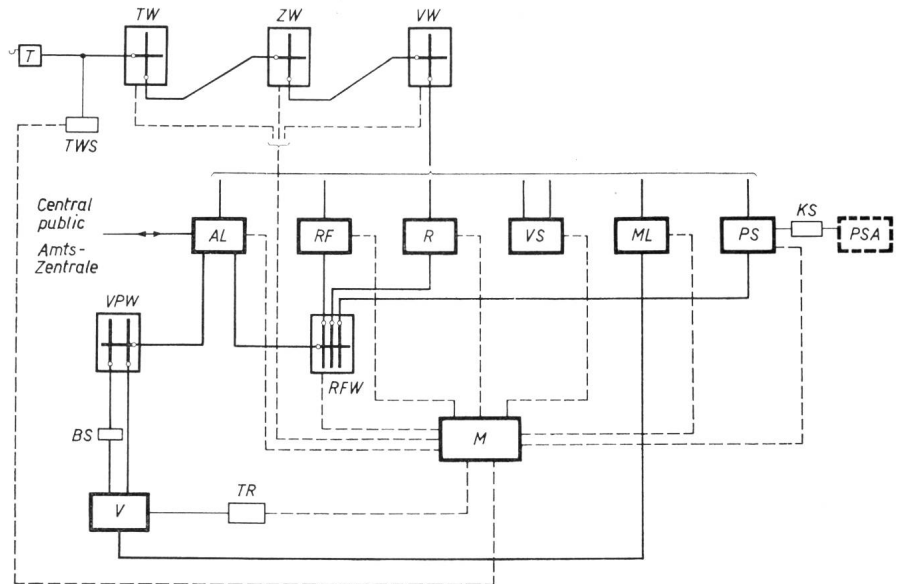 TW
ZW
VW
T
TWS
Central
public
Amts-
Zentrale
AL
RF
R
VS
ML
PS
KS
PSA
VPW
RFW
BS
M
V
TR